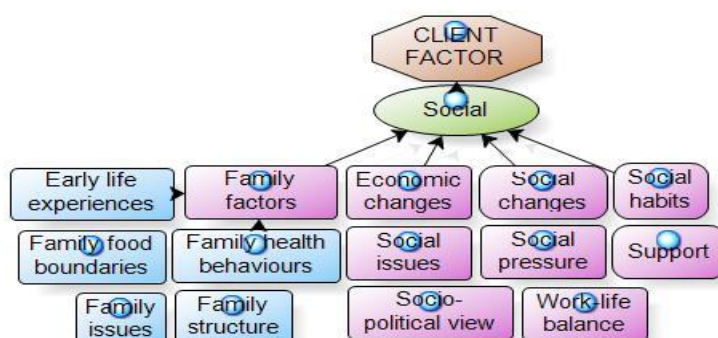 CLIENT
FACTOR
Social
Early life
experiences
Family
factors
Economic
changes
Social
changes
Social
habits
Family food
boundaries
Family health
behaviours
Social
issues
Social
pressure
Support
Family
issues
Family
structure
Socio-
political view
Work-life
balance